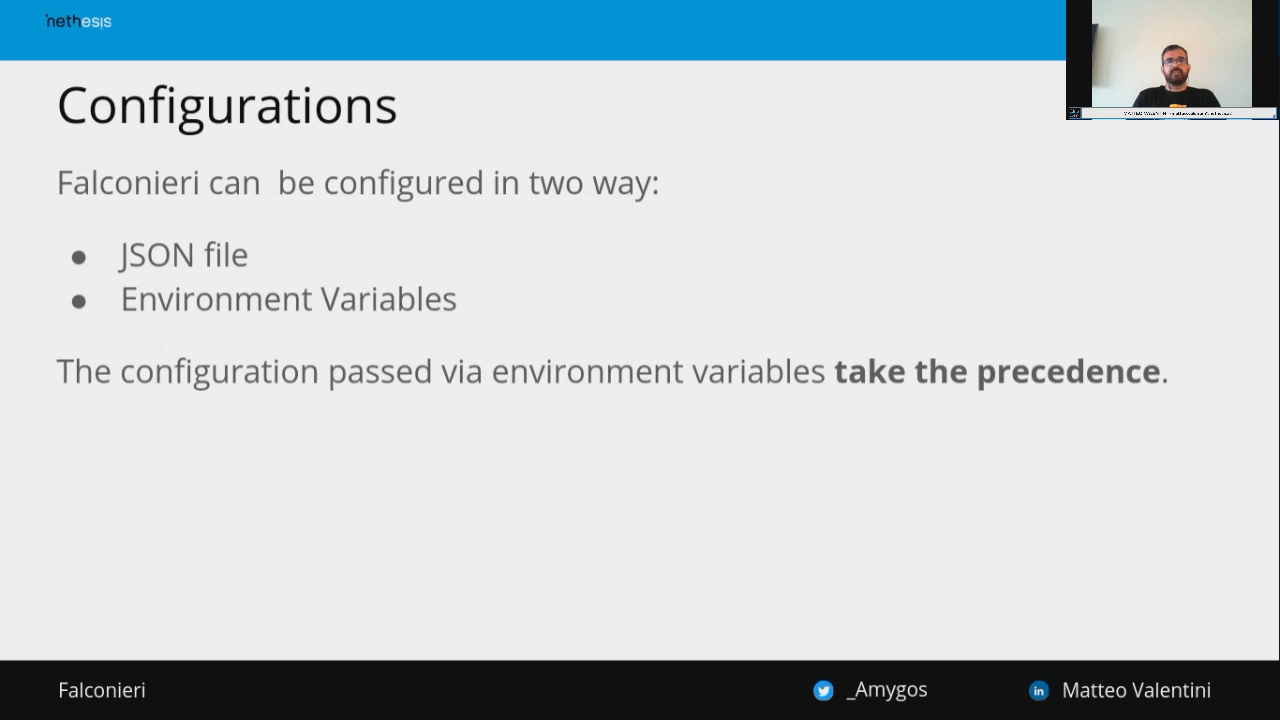 nethesis
Configurations
Falconieri can be configured in two way:
● JSON file
● Environment Variables
The configuration passed via environment variables take the precedence.
Falconieri
_Amygos
in
Matteo Valentini